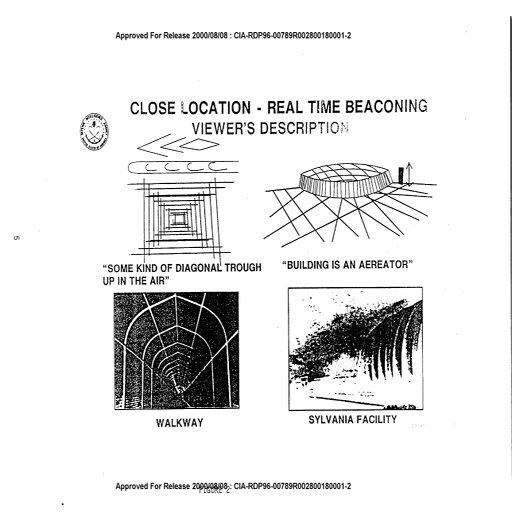 Approved For Release 2000/08/08 : CIA-RDP96-00789R002800180001-2
CLOSE LOCATION - REAL TIME BEACONING
VIEWER'S DESCRIPTION
"SOME KIND OF DIAGONAL TROUGH
UP IN THE AIR"
"BUILDING IS AN AEREATOR"
5
WALKWAY
SYLVANIA FACILITY
Approved For Release 2000/08/08 : CIA-RDP96-00789R002800180001-2
FIGURE 2